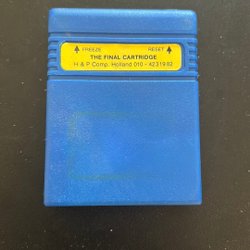 ↑ FREEZE RESET ↑
THE FINAL CARTRIDGE
H & P Comp. Holland 010 - 4231982